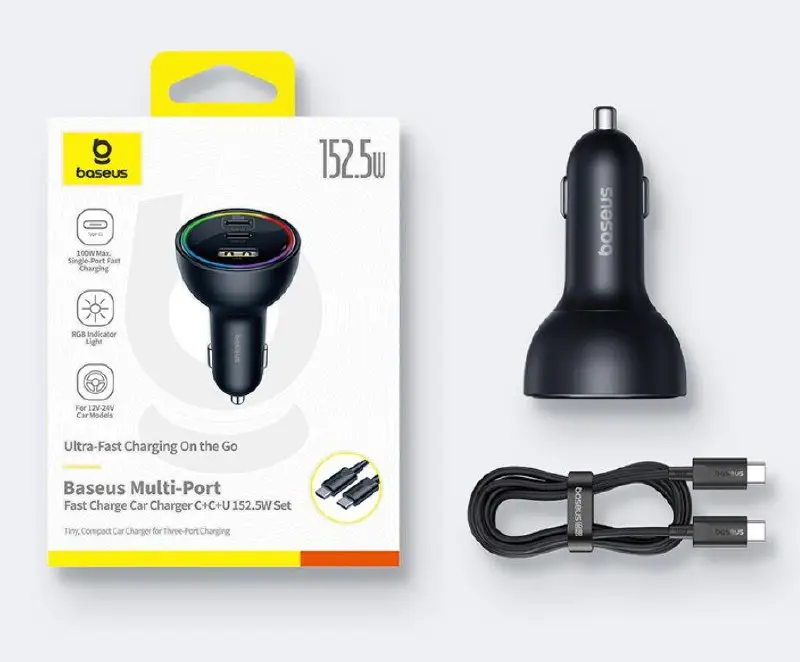 baseus
152.5W
Type-C
100W Max.
Single-Port Fast
Charging
RGB Indicator
Light
For 12V-24V
Car Models
baseus
Ultra-Fast Charging On the Go
Baseus Multi-Port
Fast Charge Car Charger C+C+U 152.5W Set
Tiny, Compact Car Charger for Three-Port Charging
baseus
baseus
baseus
baseus